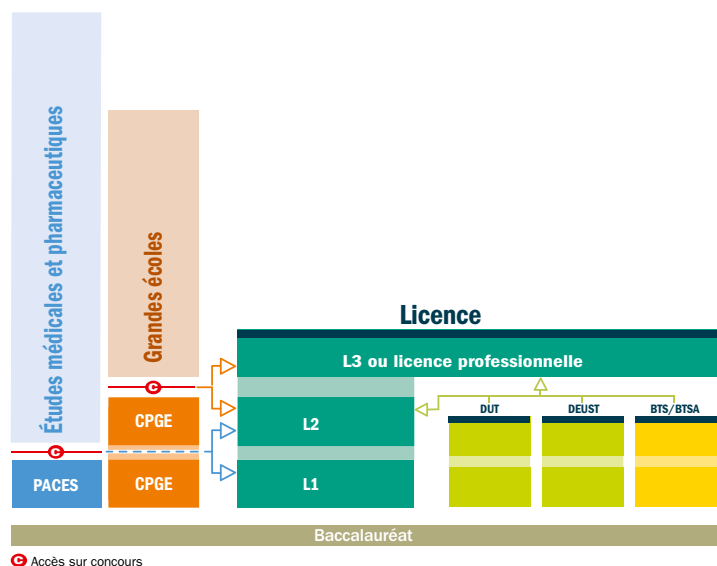 Études médicales et pharmaceutiques
Grandes écoles
Licence
L3 ou licence professionnelle
C
C
CPGE
L2
DUT
DEUST
BTS/BTSA
PACES
CPGE
L1
Baccalauréat
C Accès sur concours